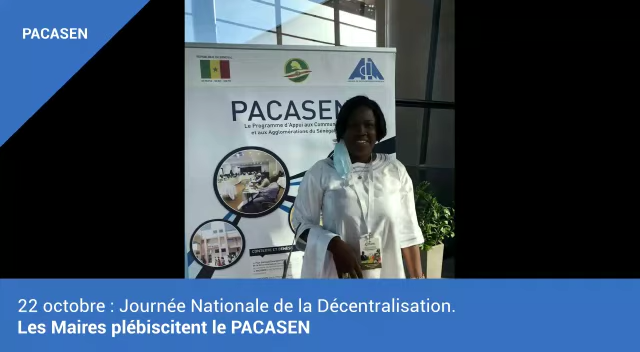 PACASEN
PACASEN
Le Programme d'Appui aux Communes
et aux Agglomérations du Sénégal
22 octobre : Journée Nationale de la Décentralisation.
Les Maires plébiscitent le PACASEN